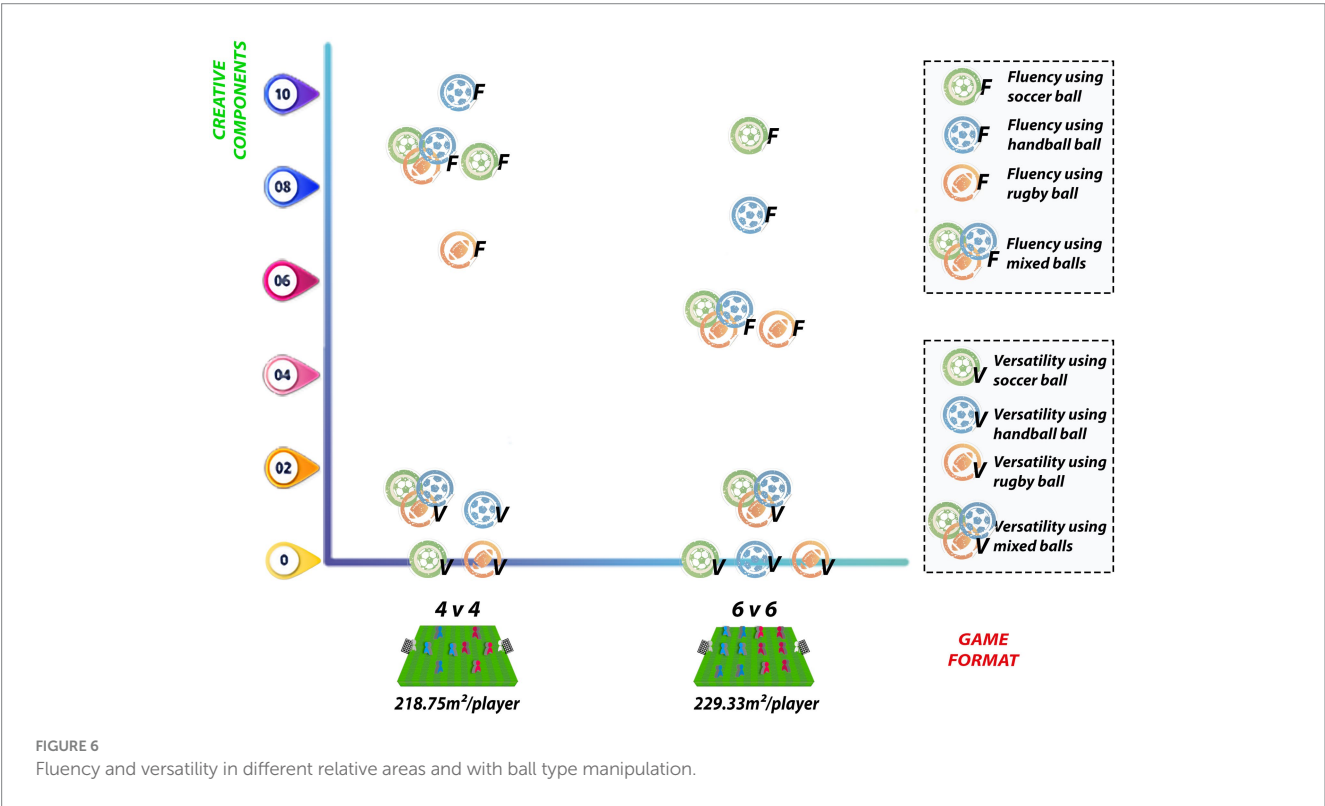 CREATIVE
COMPONENTS
10
08
06
04
02
0
F
F
F
F
F
F
F
F
V
V
V
V
V
V
V
V
4 v 4
6 v 6
218.75m²/player
229.33m²/player
GAME
FORMAT
F Fluency using
soccer ball
F Fluency using
handball ball
F Fluency using
rugby ball
F Fluency using
mixed balls
V Versatility using
soccer ball
V Versatility using
handball ball
V Versatility using
rugby ball
V Versatility using
mixed balls
FIGURE 6
Fluency and versatility in different relative areas and with ball type manipulation.